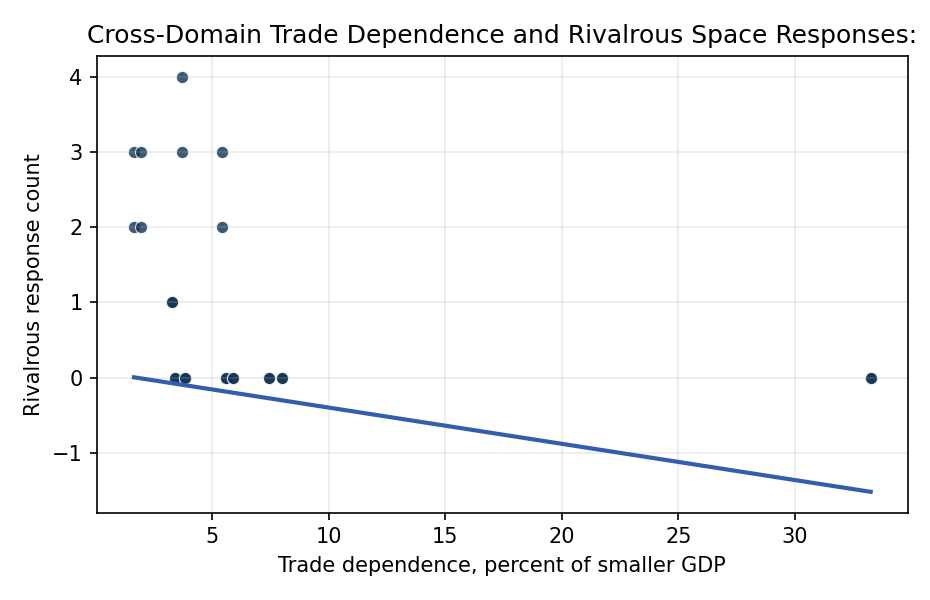 Cross-Domain Trade Dependence and Rivalrous Space Responses:
4
3
2
1
0
−1
Rivalrous response count
5 10 15 20 25 30
Trade dependence, percent of smaller GDP